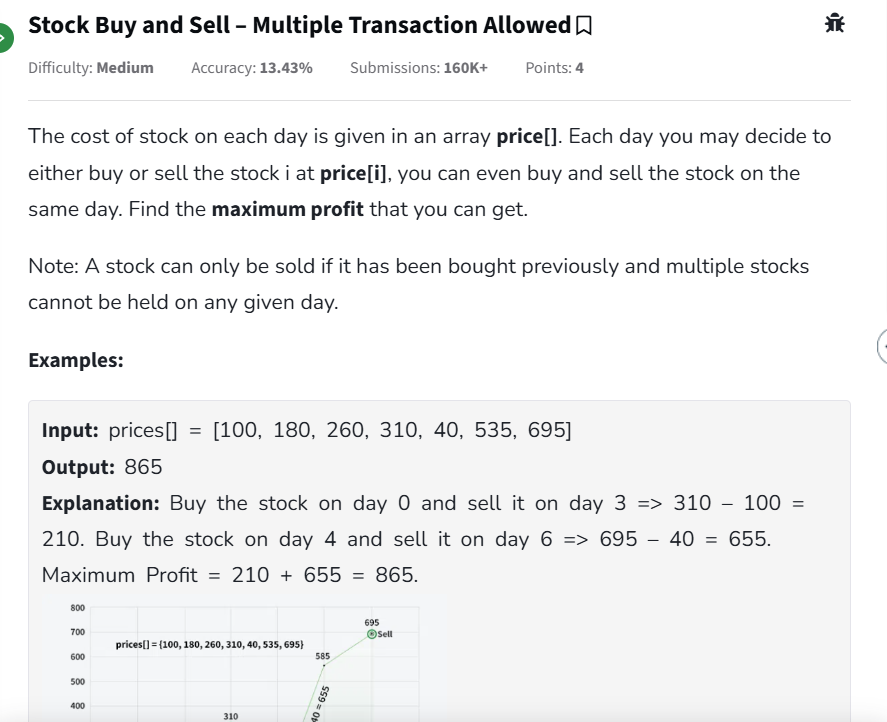 Stock Buy and Sell – Multiple Transaction Allowed
Difficulty: Medium Accuracy: 13.43% Submissions: 160K+ Points: 4
The cost of stock on each day is given in an array price[]. Each day you may decide to
either buy or sell the stock i at price[i], you can even buy and sell the stock on the
same day. Find the maximum profit that you can get.
Note: A stock can only be sold if it has been bought previously and multiple stocks
cannot be held on any given day.
Examples:
Input: prices[] = [100, 180, 260, 310, 40, 535, 695]
Output: 865
Explanation: Buy the stock on day 0 and sell it on day 3 => 310 – 100 =
210. Buy the stock on day 4 and sell it on day 6 => 695 – 40 = 655.
Maximum Profit = 210 + 655 = 865.
800
695
700
Sell
prices[] = {100, 180, 260, 310, 40, 535, 695}
600
585
500
40 = 655
400
310